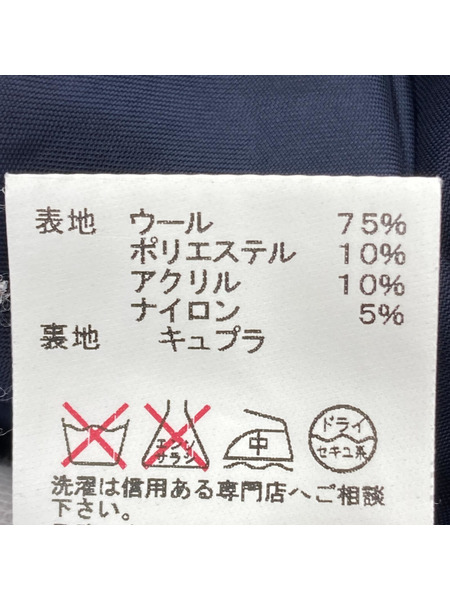 表地 ウール 75%
ポリエステル 10%
アクリル 10%
ナイロン 5%
裏地 キュプラ
エンソサラシ
中
ドライ
セキユ系
洗濯は信用ある専門店へご相談
下さい。